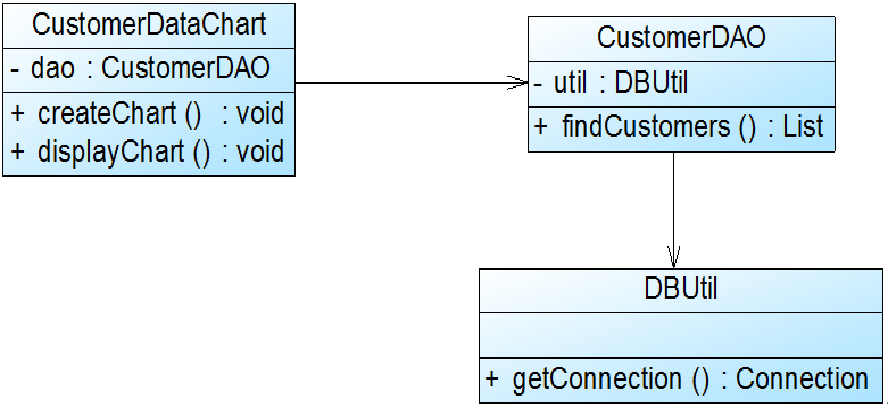 CustomerDataChart
- dao : CustomerDAO
+ createChart () : void
+ displayChart () : void
CustomerDAO
- util : DBUtil
+ findCustomers () : List
DBUtil
+ getConnection () : Connection